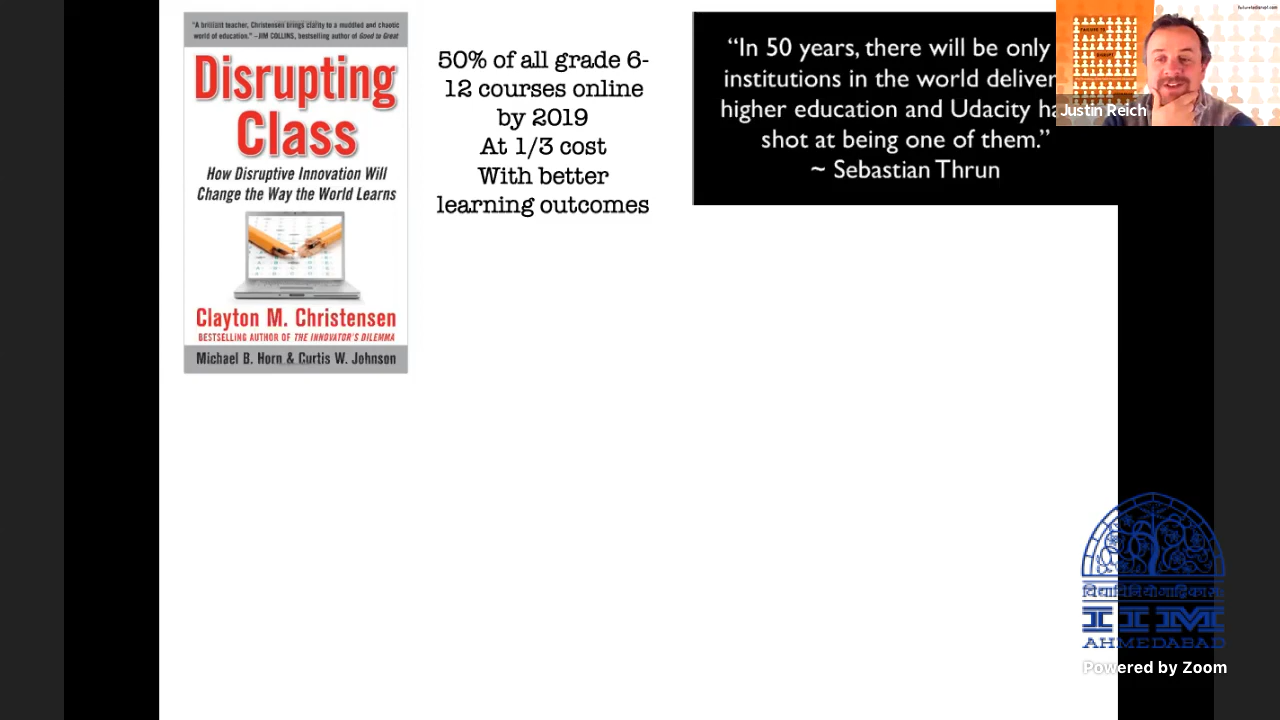 "A brilliant teacher, Christensen brings clarity to a muddled and chaotic
world of education." –JIM COLLINS, bestselling author of Good to Great
Disrupting
Class
How Disruptive Innovation Will
Change the Way the World Learns
Clayton M. Christensen
BESTSELLING AUTHOR OF THE INNOVATOR'S DILEMMA
Michael B. Horn & Curtis W. Johnson
50% of all grade 6-
12 courses online
by 2019
At 1/3 cost
With better
learning outcomes
“In 50 years, there will be only
institutions in the world deliver
higher education and Udacity ha
shot at being one of them.”
~ Sebastian Thrun
FAILURE TO
DISRUPT
Justin Reich
IIM
AHMEDABAD
Powered by Zoom